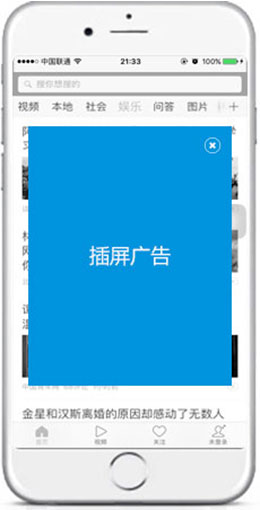 中国联通 21:33 100%
搜你想搜的
视频 本地 社会 娱乐 问答 图片
插屏广告
金星和汉斯离婚的原因却感动了无数人
首页 视频 关注 未登录